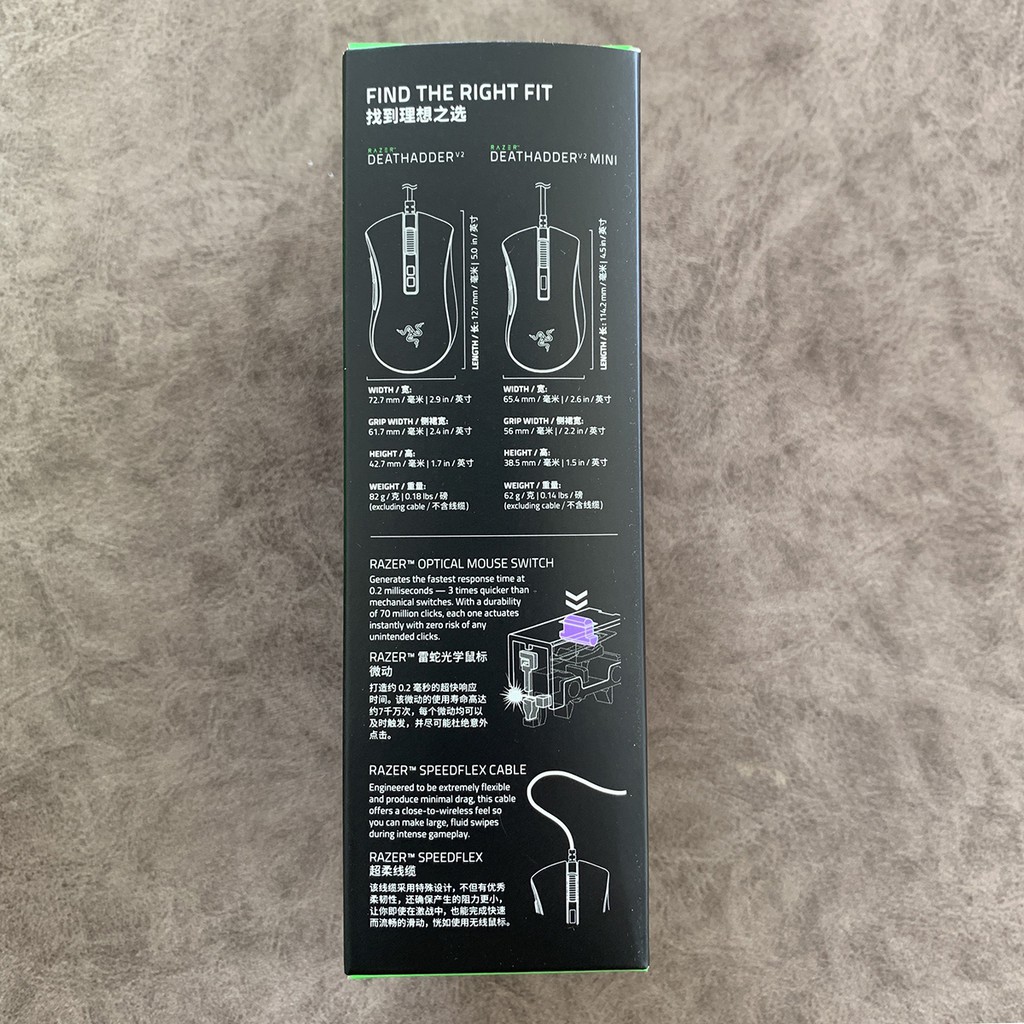 FIND THE RIGHT FIT
找到理想之选
RAZER™
DEATHADDER V2
LENGTH / 长: 127 mm / 毫米 | 5.0 in / 英寸
WIDTH / 宽:
72.7 mm / 毫米 | 2.9 in / 英寸
GRIP WIDTH / 侧裙宽:
61.7 mm / 毫米 | 2.4 in / 英寸
HEIGHT / 高:
42.7 mm / 毫米 | 1.7 in / 英寸
WEIGHT / 重量:
82 g / 克 | 0.18 lbs / 磅
(excluding cable / 不含线缆)
RAZER™
DEATHADDER V2 MINI
LENGTH / 长: 114.2 mm / 毫米 | 4.5 in / 英寸
WIDTH / 宽:
65.4 mm / 毫米 | / 2.6 in / 英寸
GRIP WIDTH / 侧裙宽:
56 mm / 毫米 | / 2.2 in / 英寸
HEIGHT / 高:
38.5 mm / 毫米 | 1.5 in / 英寸
WEIGHT / 重量:
62 g / 克 | 0.14 lbs / 磅
(excluding cable / 不含线缆)
RAZER™ OPTICAL MOUSE SWITCH
Generates the fastest response time at
0.2 milliseconds — 3 times quicker than
mechanical switches. With a durability
of 70 million clicks, each one actuates
instantly with zero risk of any
unintended clicks.
RAZER™ 雷蛇光学鼠标
微动
打造约 0.2 毫秒的超快响应
时间。该微动的使用寿命高达
约7千万次，每个微动均可以
及时触发，并尽可能杜绝意外
点击。
RAZER™ SPEEDFLEX CABLE
Engineered to be extremely flexible
and produce minimal drag, this cable
offers a close-to-wireless feel so
you can make large, fluid swipes
during intense gameplay.
RAZER™ SPEEDFLEX
超柔线缆
该线缆采用特殊设计，不但有优秀
柔韧性，还确保产生的阻力更小，
让你即使在激战中，也能完成快速
而流畅的滑动，恍如使用无线鼠标。